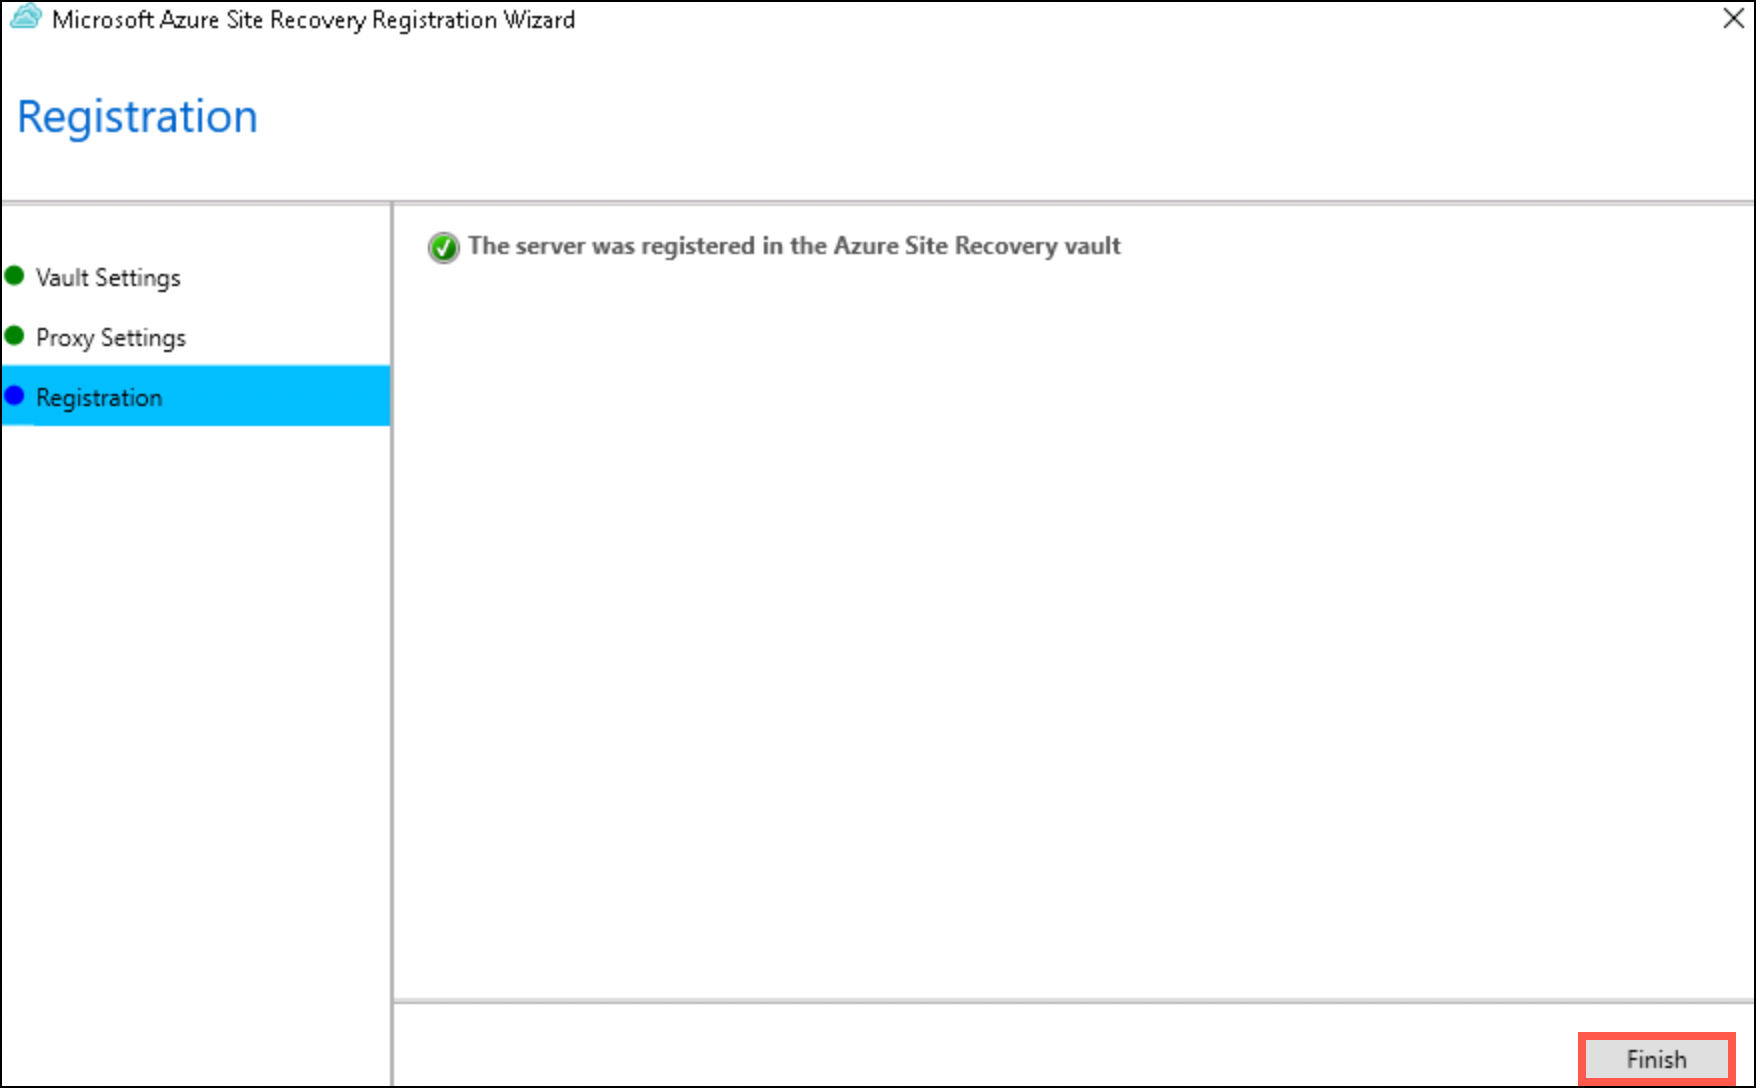 Microsoft Azure Site Recovery Registration Wizard
Registration
Vault Settings
Proxy Settings
Registration
The server was registered in the Azure Site Recovery vault
Finish